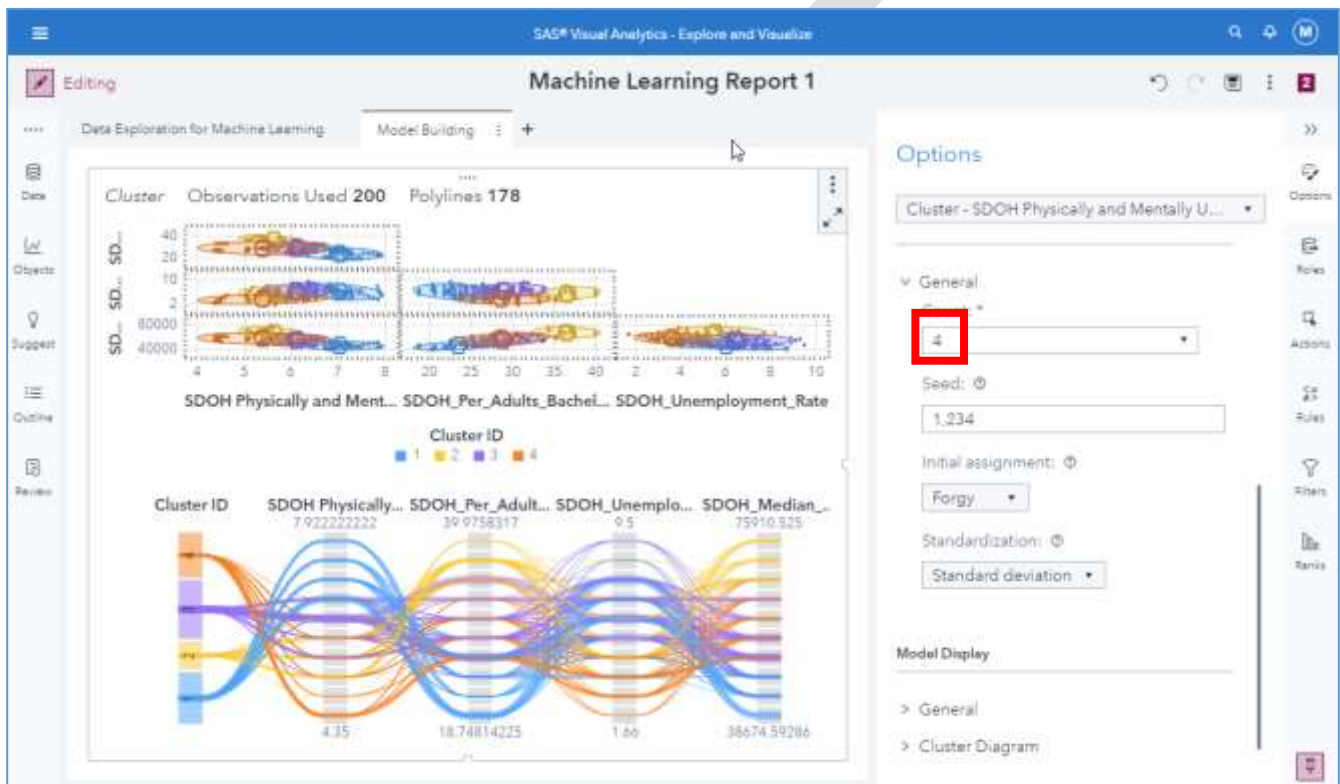 SAS® Visual Analytics - Explore and Visualize
M
Editing
Machine Learning Report 1
2
Data Exploration for Machine Learning
Model Building
+
Data
Objects
Suggest
Outline
Review
Cluster Observations Used 200 Polylines 178
SD...
40
20
SD...
10
2
SD...
80000
40000
4 5 6 7 8 20 25 30 35 40 2 4 6 8 10
SDOH Physically and Ment... SDOH_Per_Adults_Bachel... SDOH_Unemployment_Rate
Cluster ID
1 2 3 4
Cluster ID SDOH Physically... SDOH_Per_Adult... SDOH_Unemplo... SDOH_Median_...
7.922222222 39.9758317 9.5 75910.525
4.35 18.74814225 1.66 38674.59286
Options
Cluster - SDOH Physically and Mentally U...
General
4
Seed:
1,234
Initial assignment:
Forgy
Standardization:
Standard deviation
Model Display
> General
> Cluster Diagram
Options
Roles
Actions
Rules
Filters
Ranks